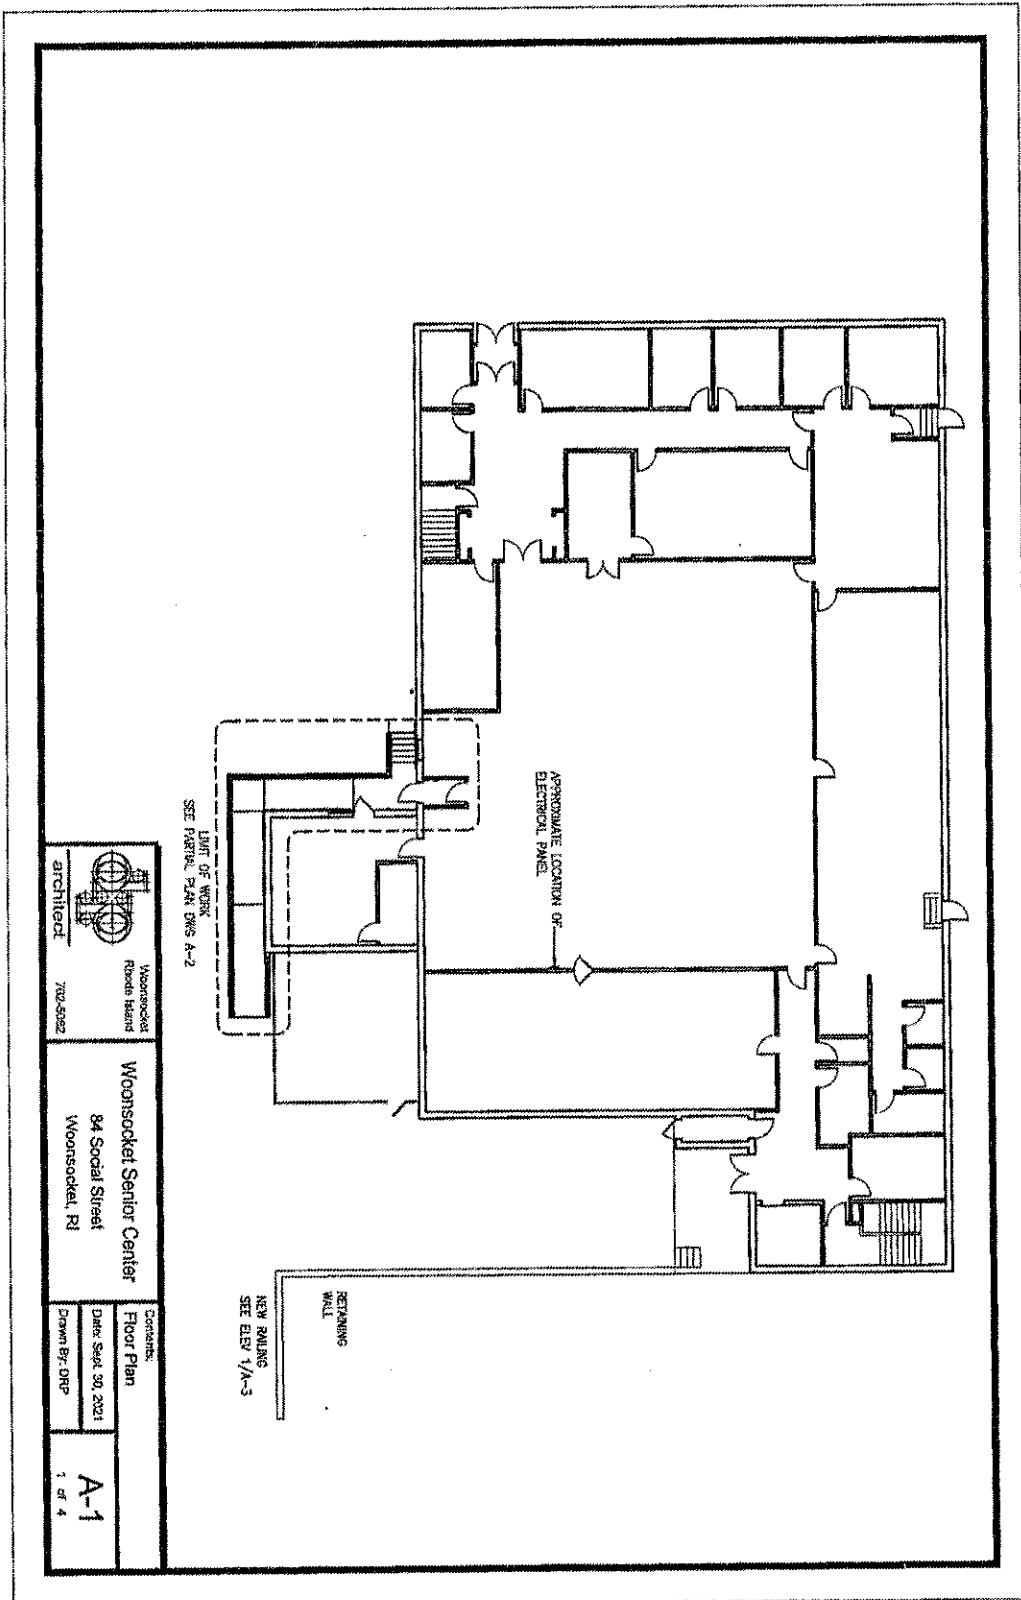 APPROXIMATE LOCATION OF
ELECTRICAL PANEL
LIMIT OF WORK
SEE PARTIAL PLAN DWG A-2
RETAINING
WALL
NEW RAILING
SEE ELEV 1/A-3
architect
Woonsocket
Rhode Island
762-5082
Woonsocket Senior Center
84 Social Street
Woonsocket, RI
Contents:
Floor Plan
Date: Sept. 30, 2021
Drawn By: DRP
A-1
1 of 4